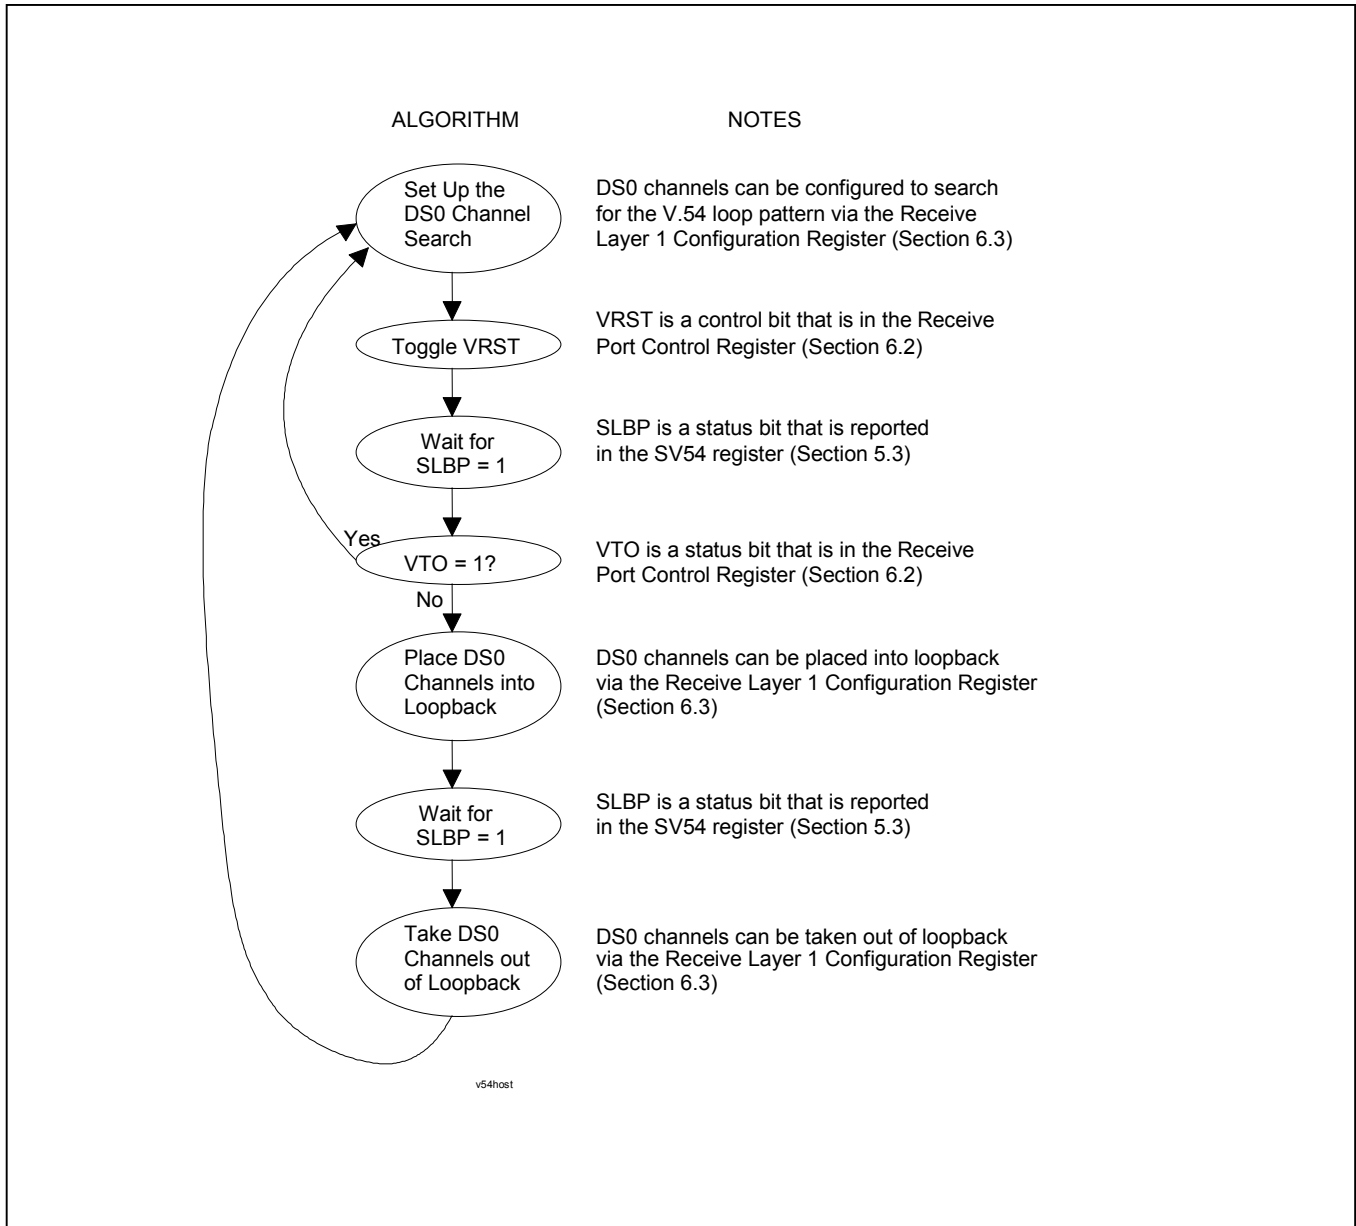 ALGORITHM
NOTES
Set Up the
DS0 Channel
Search
DS0 channels can be configured to search
for the V.54 loop pattern via the Receive
Layer 1 Configuration Register (Section 6.3)
Toggle VRST
VRST is a control bit that is in the Receive
Port Control Register (Section 6.2)
Wait for
SLBP = 1
SLBP is a status bit that is reported
in the SV54 register (Section 5.3)
Yes
VTO = 1?
VTO is a status bit that is in the Receive
Port Control Register (Section 6.2)
No
Place DS0
Channels into
Loopback
DS0 channels can be placed into loopback
via the Receive Layer 1 Configuration Register
(Section 6.3)
Wait for
SLBP = 1
SLBP is a status bit that is reported
in the SV54 register (Section 5.3)
Take DS0
Channels out
of Loopback
DS0 channels can be taken out of loopback
via the Receive Layer 1 Configuration Register
(Section 6.3)
v54host